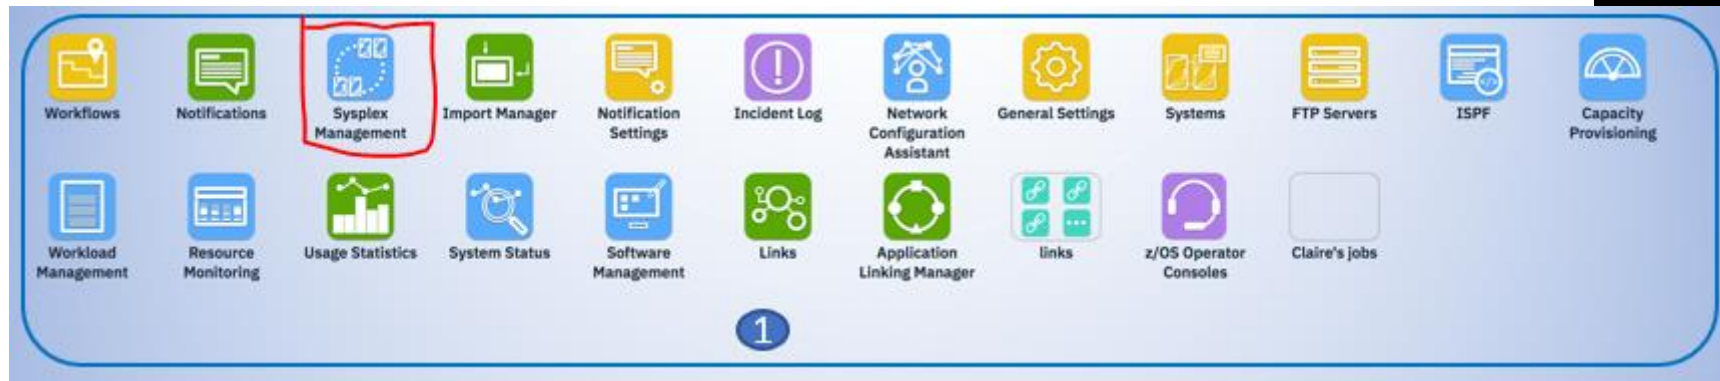 Workflows
Notifications
Sysplex
Management
Import Manager
Notification
Settings
Incident Log
Network
Configuration
Assistant
General Settings
Systems
FTP Servers
ISPF
Capacity
Provisioning
Workload
Management
Resource
Monitoring
Usage Statistics
System Status
Software
Management
Links
Application
Linking Manager
links
z/OS Operator
Consoles
Claire's jobs
1